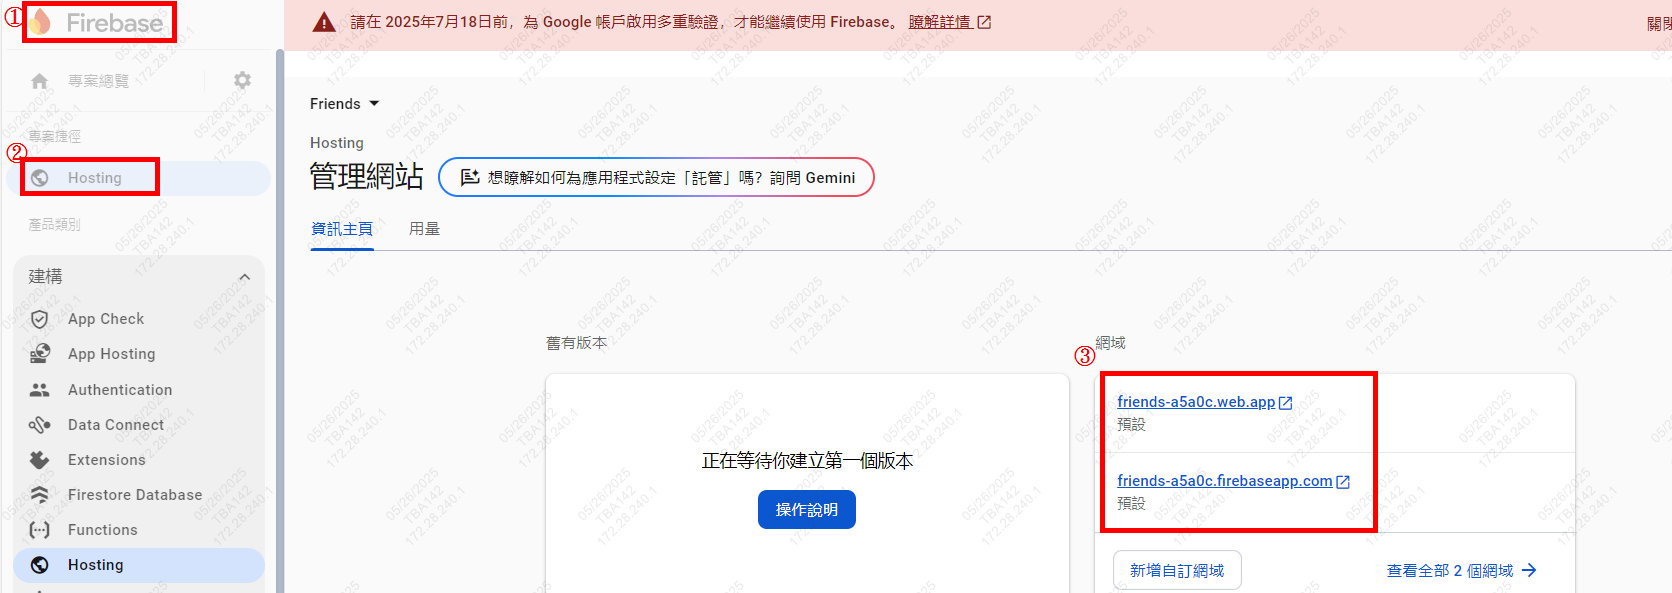 ①
Firebase
請在 2025年7月18日前，為 Google 帳戶啟用多重驗證，才能繼續使用 Firebase。 瞭解詳情
專案總覽
專案捷徑
②
Hosting
產品類別
建構
App Check
App Hosting
Authentication
Data Connect
Extensions
Firestore Database
Functions
Hosting
Friends
Hosting
管理網站
想瞭解如何為應用程式設定「託管」嗎？詢問 Gemini
資訊主頁
用量
舊有版本
正在等待你建立第一個版本
操作說明
③
網域
friends-a5a0c.web.app
預設
friends-a5a0c.firebaseapp.com
預設
新增自訂網域
查看全部 2 個網域
05/26/2025
TBA142
172.28.240.1